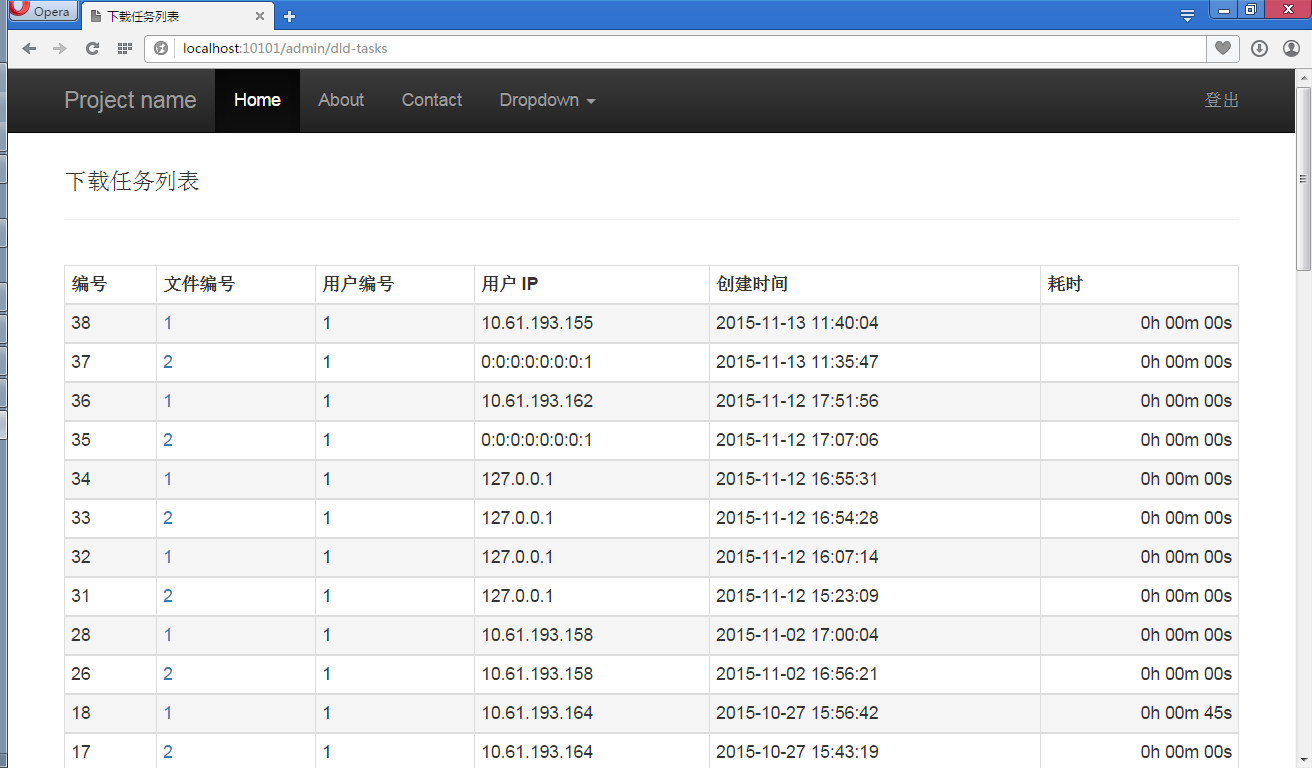 Opera 下载任务列表
localhost:10101/admin/dld-tasks
Project name Home About Contact Dropdown 登出
下载任务列表
编号 文件编号 用户编号 用户 IP 创建时间 耗时
38 1 1 10.61.193.155 2015-11-13 11:40:04 0h 00m 00s
37 2 1 0:0:0:0:0:0:0:1 2015-11-13 11:35:47 0h 00m 00s
36 1 1 10.61.193.162 2015-11-12 17:51:56 0h 00m 00s
35 2 1 0:0:0:0:0:0:0:1 2015-11-12 17:07:06 0h 00m 00s
34 1 1 127.0.0.1 2015-11-12 16:55:31 0h 00m 00s
33 2 1 127.0.0.1 2015-11-12 16:54:28 0h 00m 00s
32 1 1 127.0.0.1 2015-11-12 16:07:14 0h 00m 00s
31 2 1 127.0.0.1 2015-11-12 15:23:09 0h 00m 00s
28 1 1 10.61.193.158 2015-11-02 17:00:04 0h 00m 00s
26 2 1 10.61.193.158 2015-11-02 16:56:21 0h 00m 00s
18 1 1 10.61.193.164 2015-10-27 15:56:42 0h 00m 45s
17 2 1 10.61.193.164 2015-10-27 15:43:19 0h 00m 00s